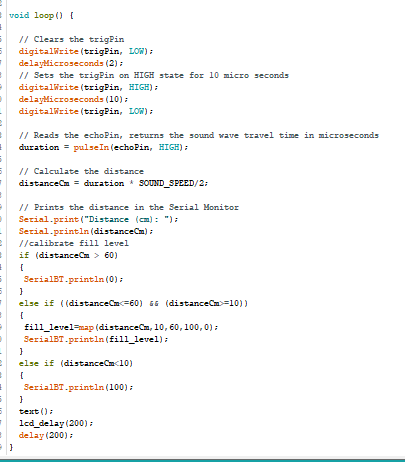 void loop() {
// Clears the trigPin
digitalWrite(trigPin, LOW);
delayMicroseconds(2);
// Sets the trigPin on HIGH state for 10 micro seconds
digitalWrite(trigPin, HIGH);
delayMicroseconds(10);
digitalWrite(trigPin, LOW);
// Reads the echoPin, returns the sound wave travel time in microseconds
duration = pulseIn(echoPin, HIGH);
// Calculate the distance
distanceCm = duration * SOUND_SPEED/2;
// Prints the distance in the Serial Monitor
Serial.print("Distance (cm): ");
Serial.println(distanceCm);
//calibrate fill level
if (distanceCm > 60)
{
SerialBT.println(0);
}
else if ((distanceCm<=60) && (distanceCm>=10))
{
fill_level=map(distanceCm,10,60,100,0);
SerialBT.println(fill_level);
}
else if (distanceCm<10)
{
SerialBT.println(100);
}
text();
lcd_delay(200);
delay(200);
}